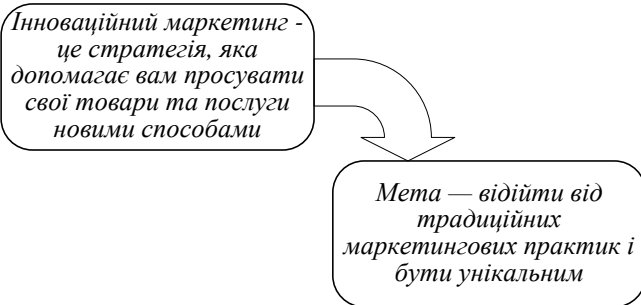 Інноваційний маркетинг -
це стратегія, яка
допомагає вам просувати
свої товари та послуги
новими способами
Мета — відійти від
традиційних
маркетингових практик і
бути унікальним